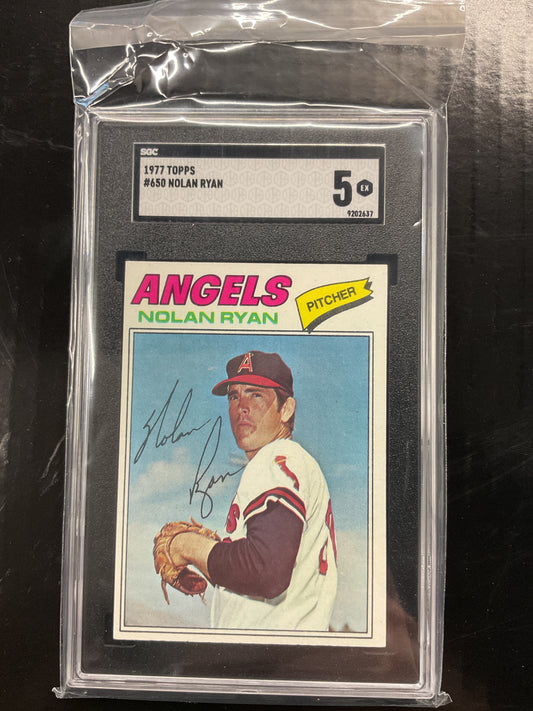 SGC
1977 TOPPS
#650 NOLAN RYAN
5 EX
9202637
ANGELS
NOLAN RYAN
PITCHER
A
Nolan
Ryan